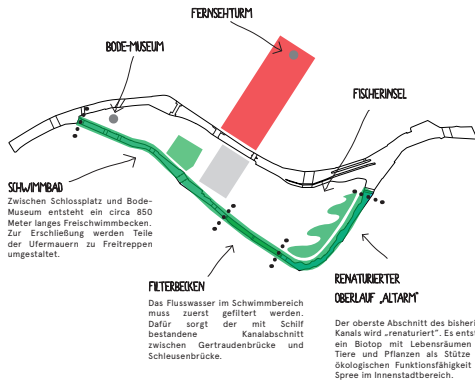 FERNSEHTURM
BODE-MUSEUM
FISCHERINSEL
SCHWIMMBAD
Zwischen Schlossplatz und Bode-
Museum entsteht ein circa 850
Meter langes Freischwimmbecken.
Zur Erschließung werden Teile
der Ufermauern zu Freitreppen
umgestaltet.
FILTERBECKEN
Das Flusswasser im Schwimmbereich
muss zuerst gefiltert werden.
Dafür sorgt der mit Schilf
bestandene Kanalabschnitt
zwischen Gertraudenbrücke und
Schleusenbrücke.
RENATURIERTER
OBERLAUF „ALTARM"
Der oberste Abschnitt des
Kanals wird „renaturiert". Es
ein Biotop mit Lebensräumen
Tiere und Pflanzen als Stütze
ökologischen Funktionsfähigkeit
Spree im Innenstadtbereich.